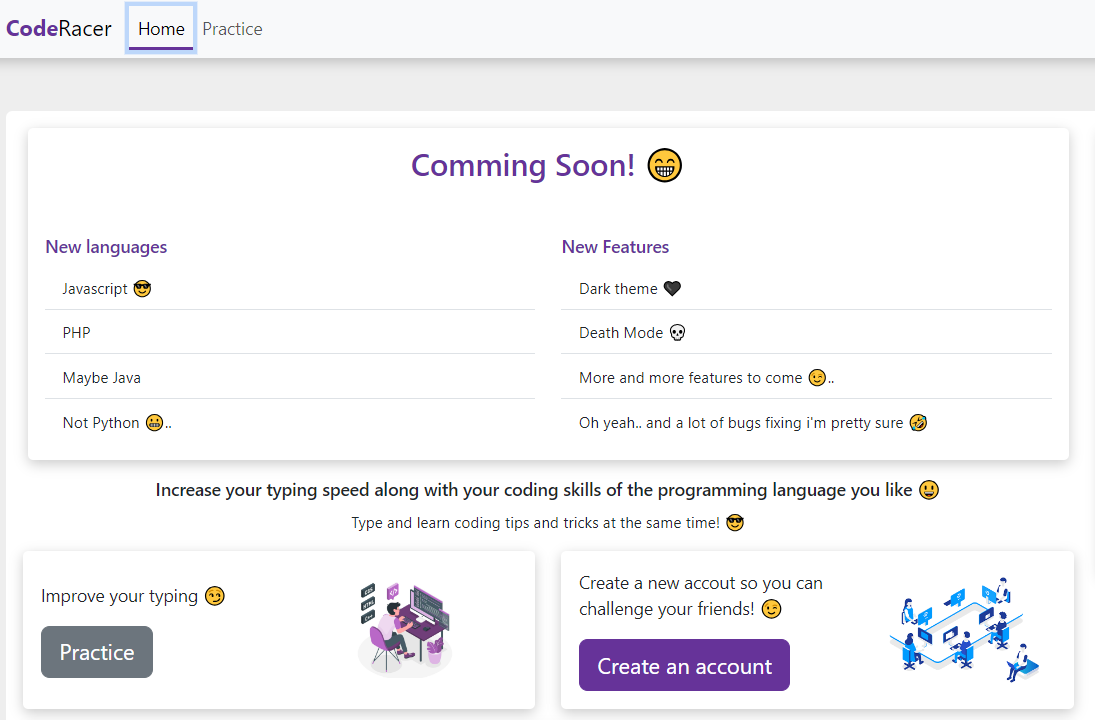 CodeRacer Home Practice
Comming Soon! 😁
New languages
Javascript 😎
PHP
Maybe Java
Not Python 😬..
New Features
Dark theme 🖤
Death Mode 💀
More and more features to come 😉..
Oh yeah.. and a lot of bugs fixing i'm pretty sure 🤣
Increase your typing speed along with your coding skills of the programming language you like 😃
Type and learn coding tips and tricks at the same time! 😎
Improve your typing 😏
Practice
Create a new accout so you can
challenge your friends! 😉
Create an account